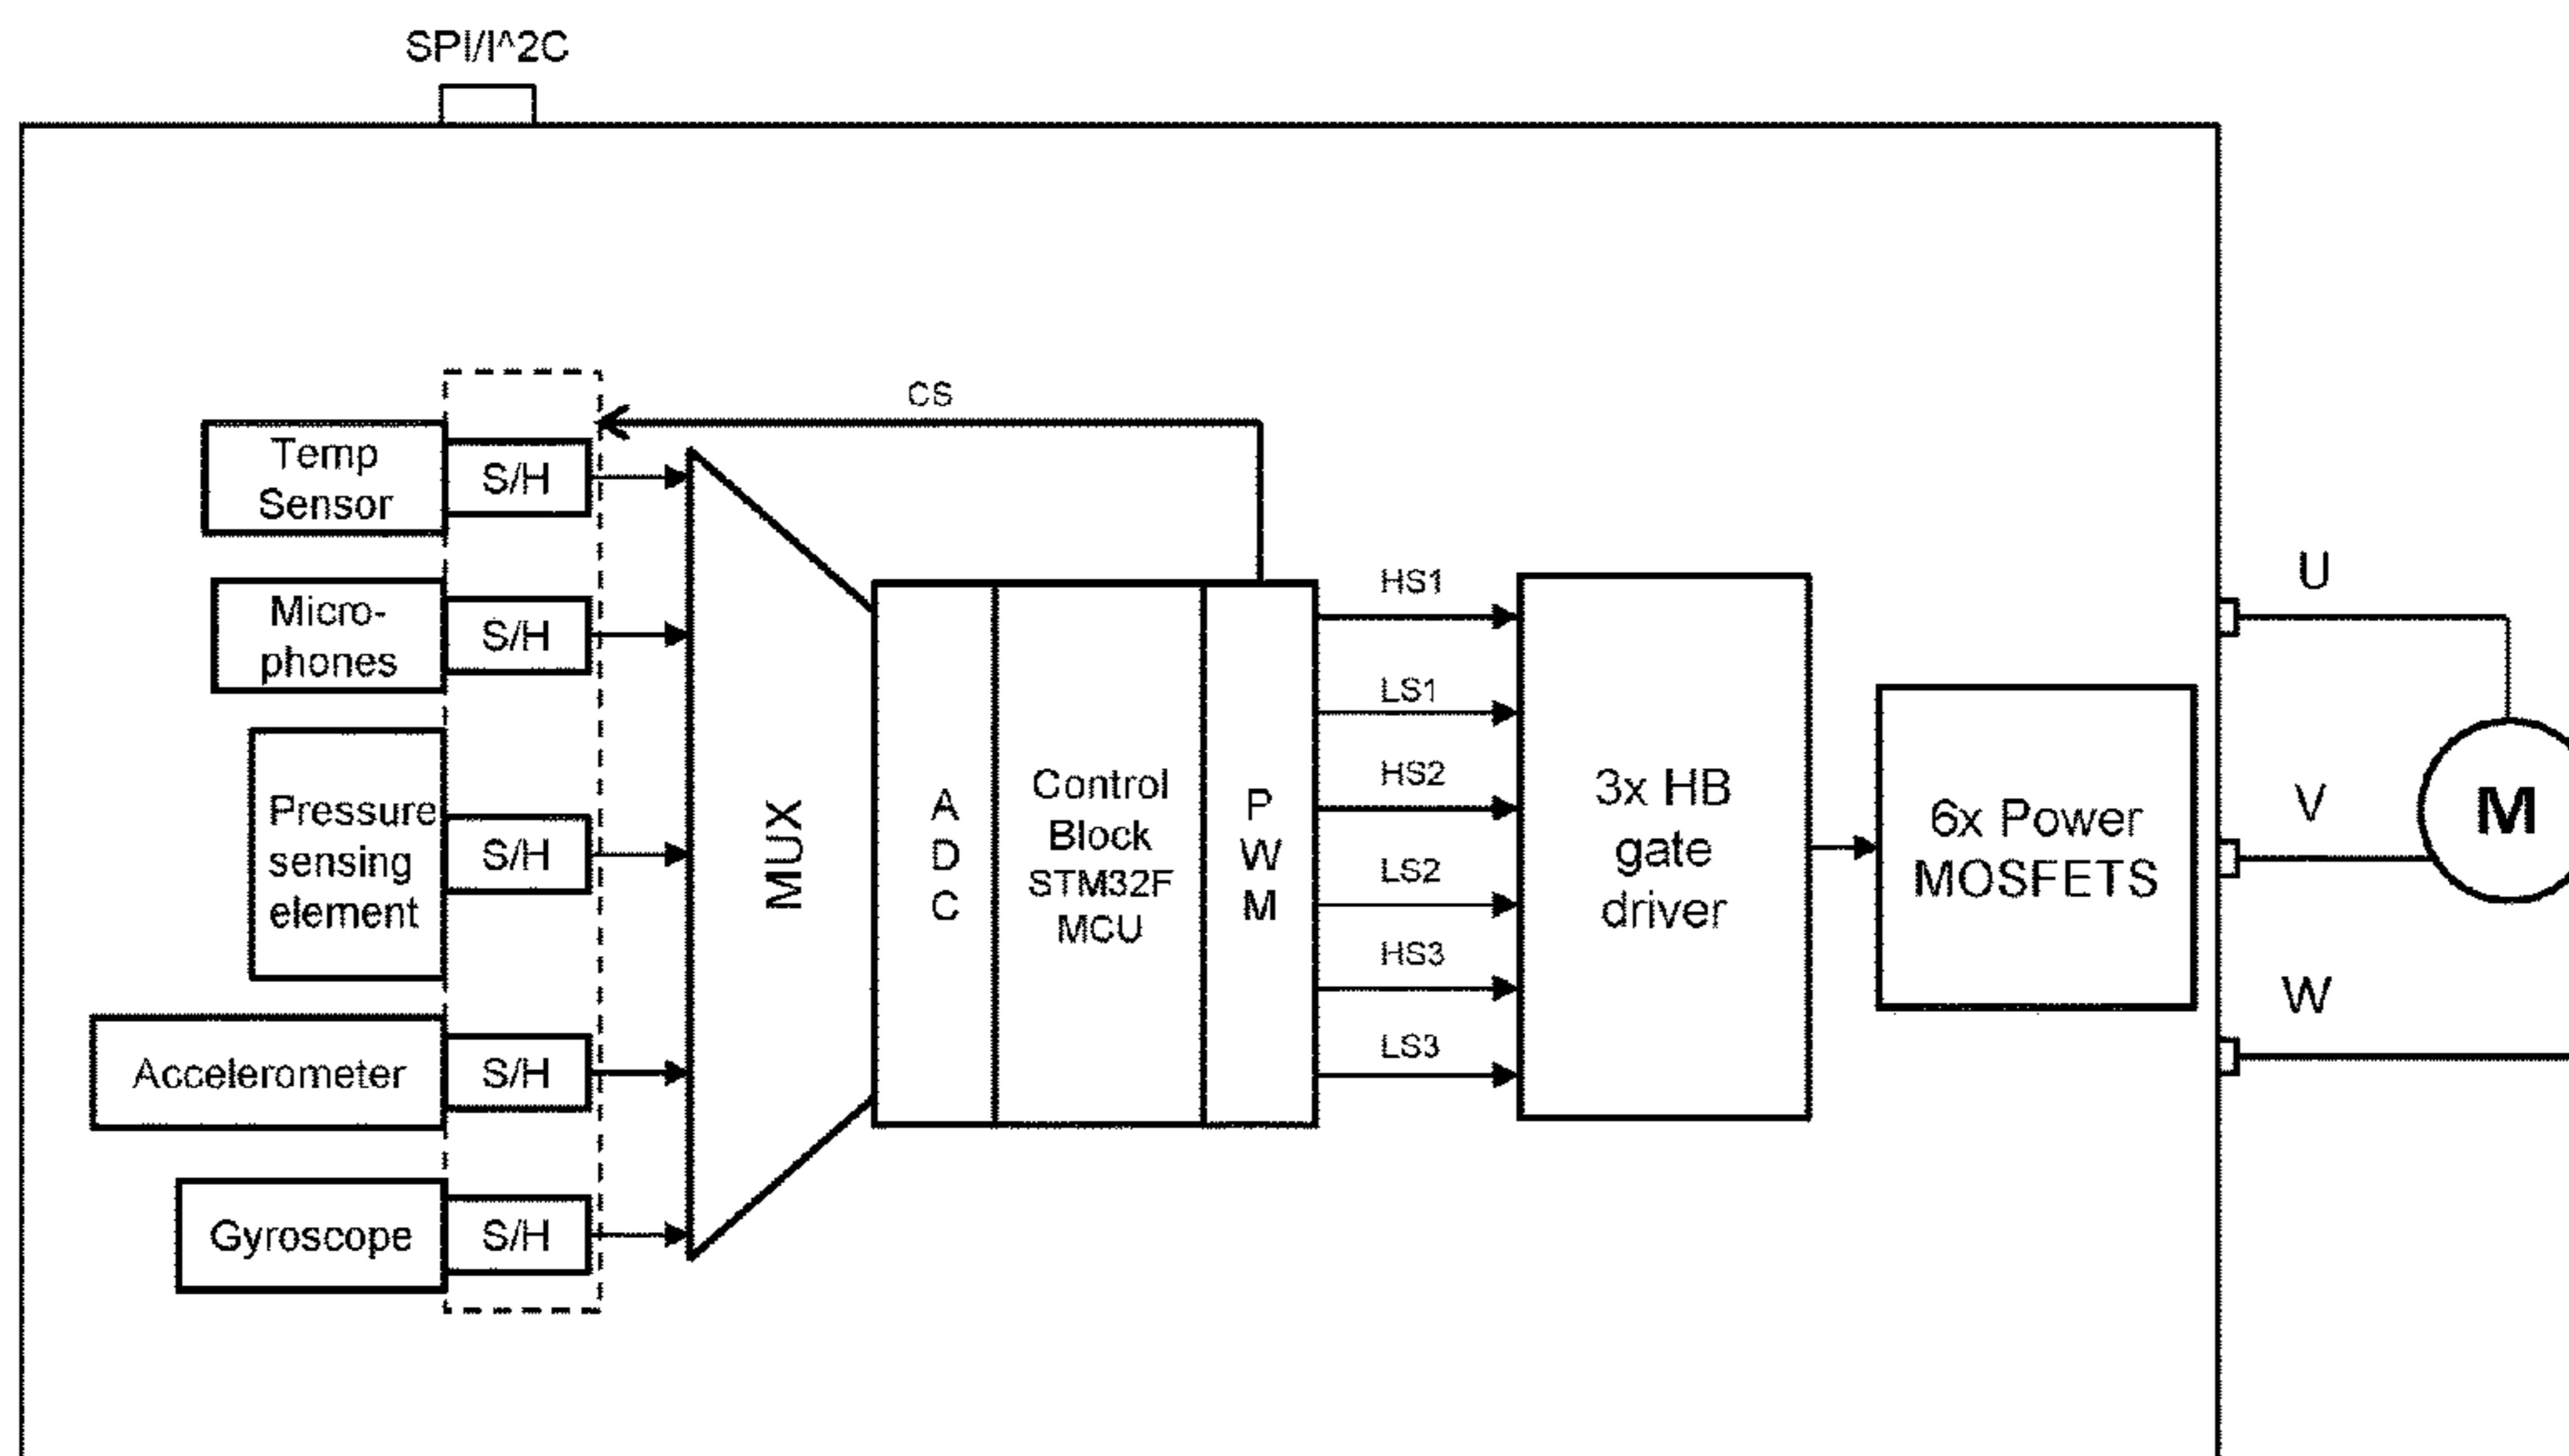 SPI/I^2C
CS
Temp
Sensor
S/H
Micro-
phones
S/H
Pressure
sensing
element
S/H
Accelerometer
S/H
Gyroscope
S/H
MUX
A
D
C
Control
Block
STM32F
MCU
P
W
M
HS1
LS1
HS2
LS2
HS3
LS3
3x HB
gate
driver
6x Power
MOSFETS
U
V
W
M